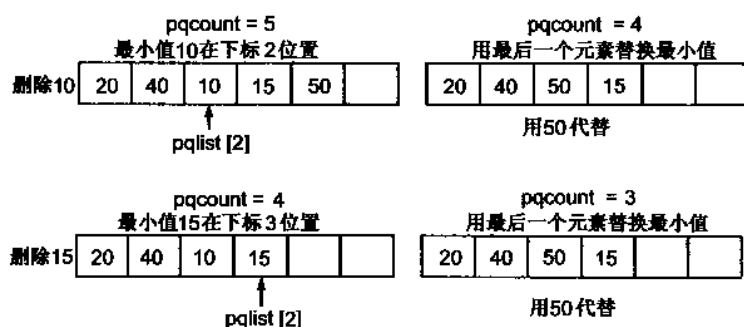 pqcount = 5
最小值10在下标2位置
删除10 20 40 10 15 50
pqlist [2]
pqcount = 4
用最后一个元素替换最小值
20 40 50 15
用50代替
pqcount = 4
最小值15在下标3位置
删除15 20 40 10 15
pqlist [2]
pqcount = 3
用最后一个元素替换最小值
20 40 50 15
用50代替